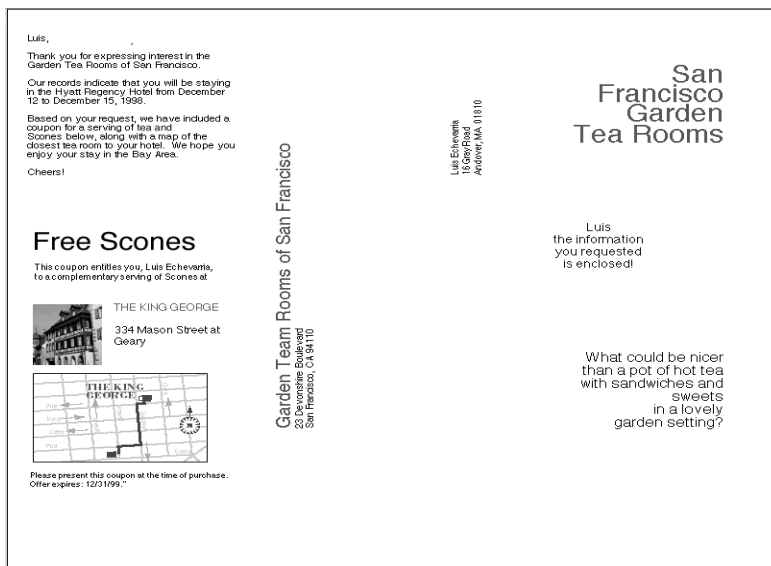 Luis,
Thank you for expressing interest in the
Garden Tea Rooms of San Francisco.
Our records indicate that you will be staying
in the Hyatt Regency Hotel from December
12 to December 15, 1998.
Based on your request, we have included a
coupon for a serving of tea and
Scones below, along with a map of the
closest tea room to your hotel. We hope you
enjoy your stay in the Bay Area.
Cheers!
Free Scones
This coupon entitles you, Luis Echevarria,
to a complementary serving of Scones at
THE KING GEORGE
334 Mason Street at
Geary
THE KING
GEORGE
Post
Please present this coupon at the time of purchase.
Offer expires: 12/31/99."
Garden Team Rooms of San Francisco
23 Devonshire Boulevard
San Francisco, CA 94110
Luis Echevarria
16 Gray Road
Andover, MA 01810
San
Francisco
Garden
Tea Rooms
Luis
the information
you requested
is enclosed!
What could be nicer
than a pot of hot tea
with sandwiches and
sweets
in a lovely
garden setting?